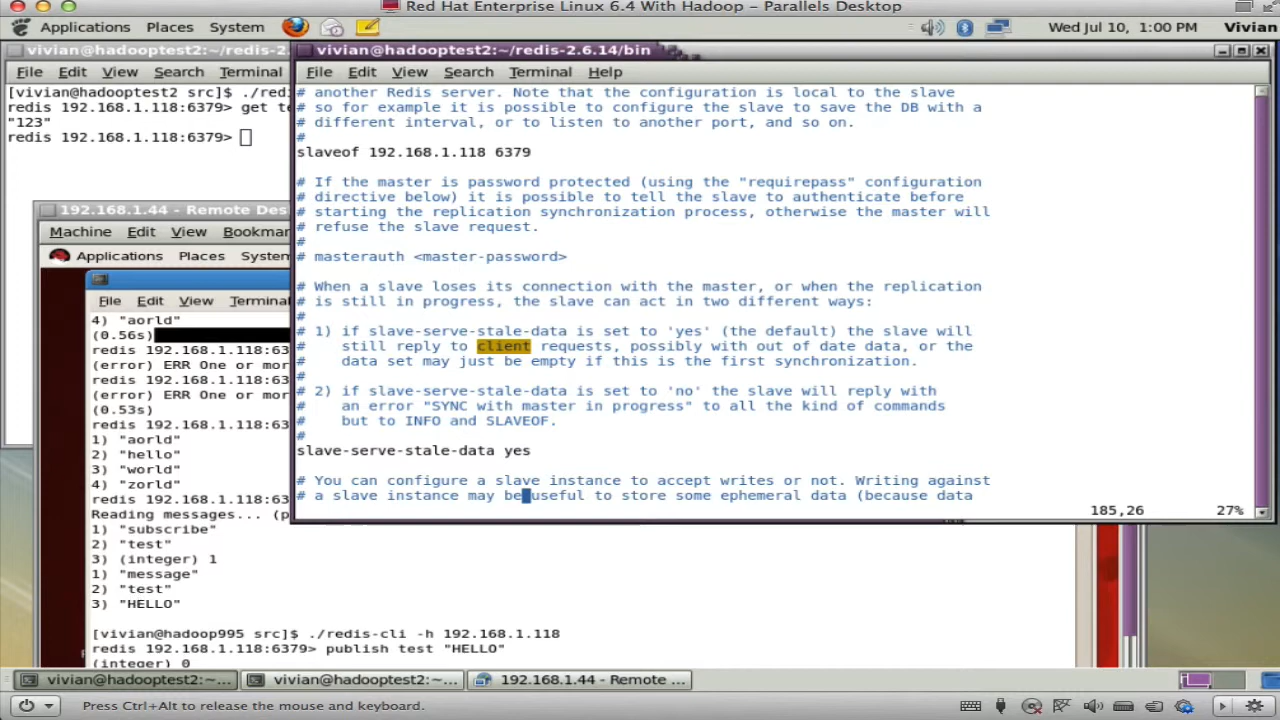 Red Hat Enterprise Linux 6.4 With Hadoop – Parallels Desktop
Applications Places System Wed Jul 10, 1:00 PM Vivian
vivian@hadooptest2:~/redis-2.
File Edit View Search Terminal
[vivian@hadooptest2 src]$ ./red
redis 192.168.1.118:6379> get te
"123"
redis 192.168.1.118:6379>
vivian@hadooptest2:~/redis-2.6.14/bin
File Edit View Search Terminal Help
# another Redis server. Note that the configuration is local to the slave
# so for example it is possible to configure the slave to save the DB with a
# different interval, or to listen to another port, and so on.
#
slaveof 192.168.1.118 6379
# If the master is password protected (using the "requirepass" configuration
# directive below) it is possible to tell the slave to authenticate before
# starting the replication synchronization process, otherwise the master will
# refuse the slave request.
#
# masterauth <master-password>
# When a slave loses its connection with the master, or when the replication
# is still in progress, the slave can act in two different ways:
#
# 1) if slave-serve-stale-data is set to 'yes' (the default) the slave will
#    still reply to client requests, possibly with out of date data, or the
#    data set may just be empty if this is the first synchronization.
#
# 2) if slave-serve-stale-data is set to 'no' the slave will reply with
#    an error "SYNC with master in progress" to all the kind of commands
#    but to INFO and SLAVEOF.
#
slave-serve-stale-data yes
# You can configure a slave instance to accept writes or not. Writing against
# a slave instance may be useful to store some ephemeral data (because data
185,26 27%
192.168.1.44 - Remote Des
Machine Edit View Bookmar
Applications Places System
File Edit View Terminal
4) "aorld"
(0.56s)
redis 192.168.1.118:63
(error) ERR One or mor
redis 192.168.1.118:63
(error) ERR One or mor
(0.53s)
1) "aorld"
2) "hello"
3) "world"
4) "zorld"
redis 192.168.1.118:63
Reading messages... (p
1) "subscribe"
2) "test"
3) (integer) 1
1) "message"
2) "test"
3) "HELLO"
[vivian@hadoop995 src]$ ./redis-cli -h 192.168.1.118
redis 192.168.1.118:6379> publish test "HELLO"
(integer) 0
vivian@hadooptest2:~... vivian@hadooptest2:~... 192.168.1.44 - Remote ...
Press Ctrl+Alt to release the mouse and keyboard.